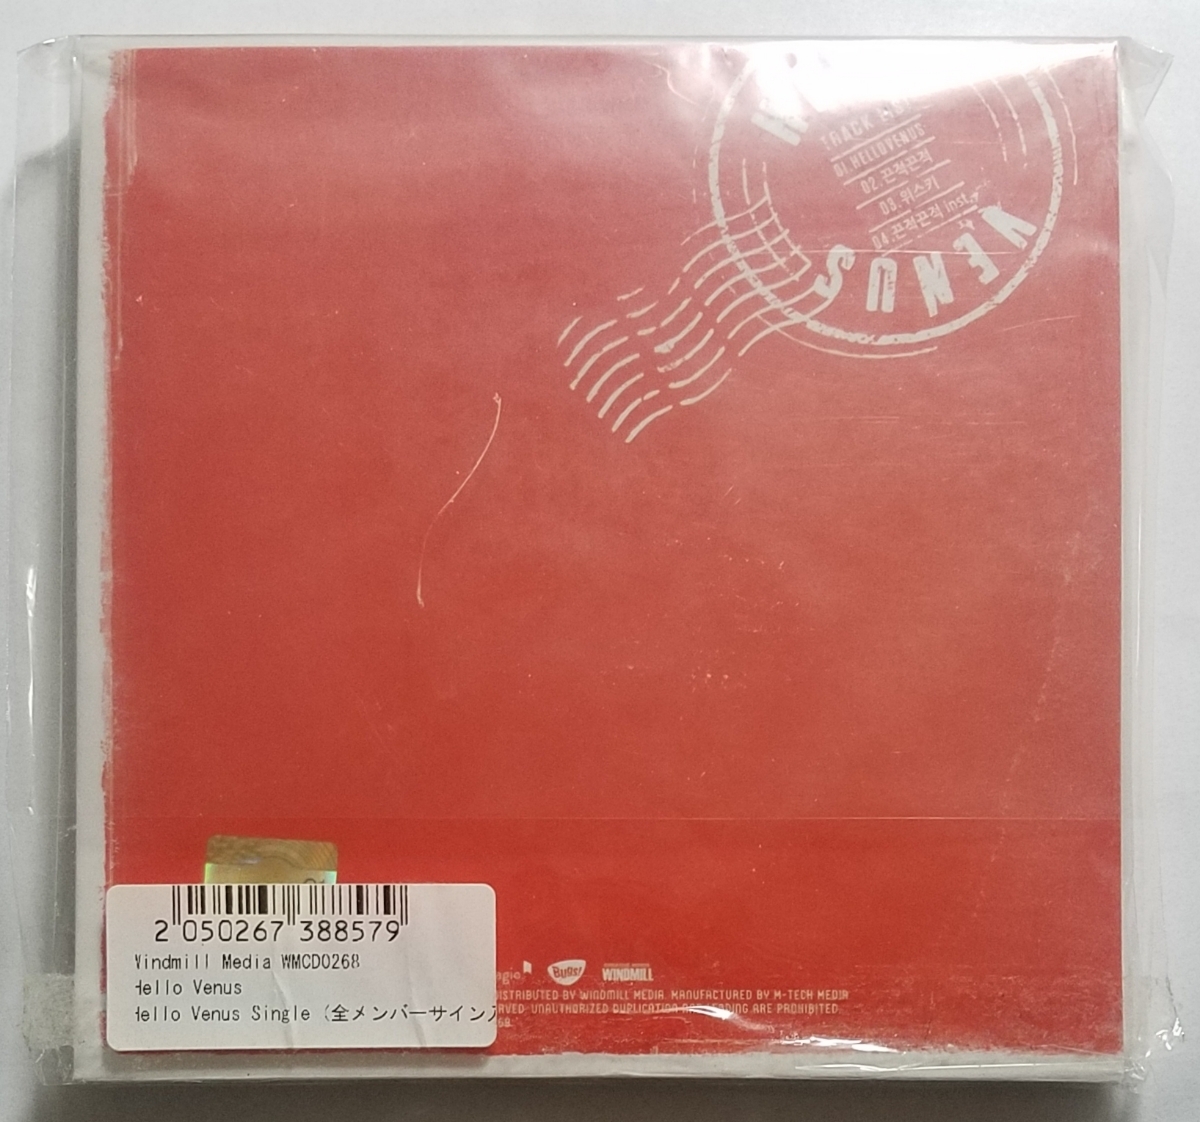 TRACK LIST
01.HELLOVENUS
02.끈적끈적
03.위스키
04.끈적끈적 inst.
VENUS
2 050267 388579
Windmill Media WMCD0268
Hello Venus
Hello Venus Single (全メンバーサイン入
BUGS!
WINDMILL
DISTRIBUTED BY WINDMILL MEDIA. MANUFACTURED BY M-TECH MEDIA
UNAUTHORIZED DUPLICATION ARE PROHIBITED.